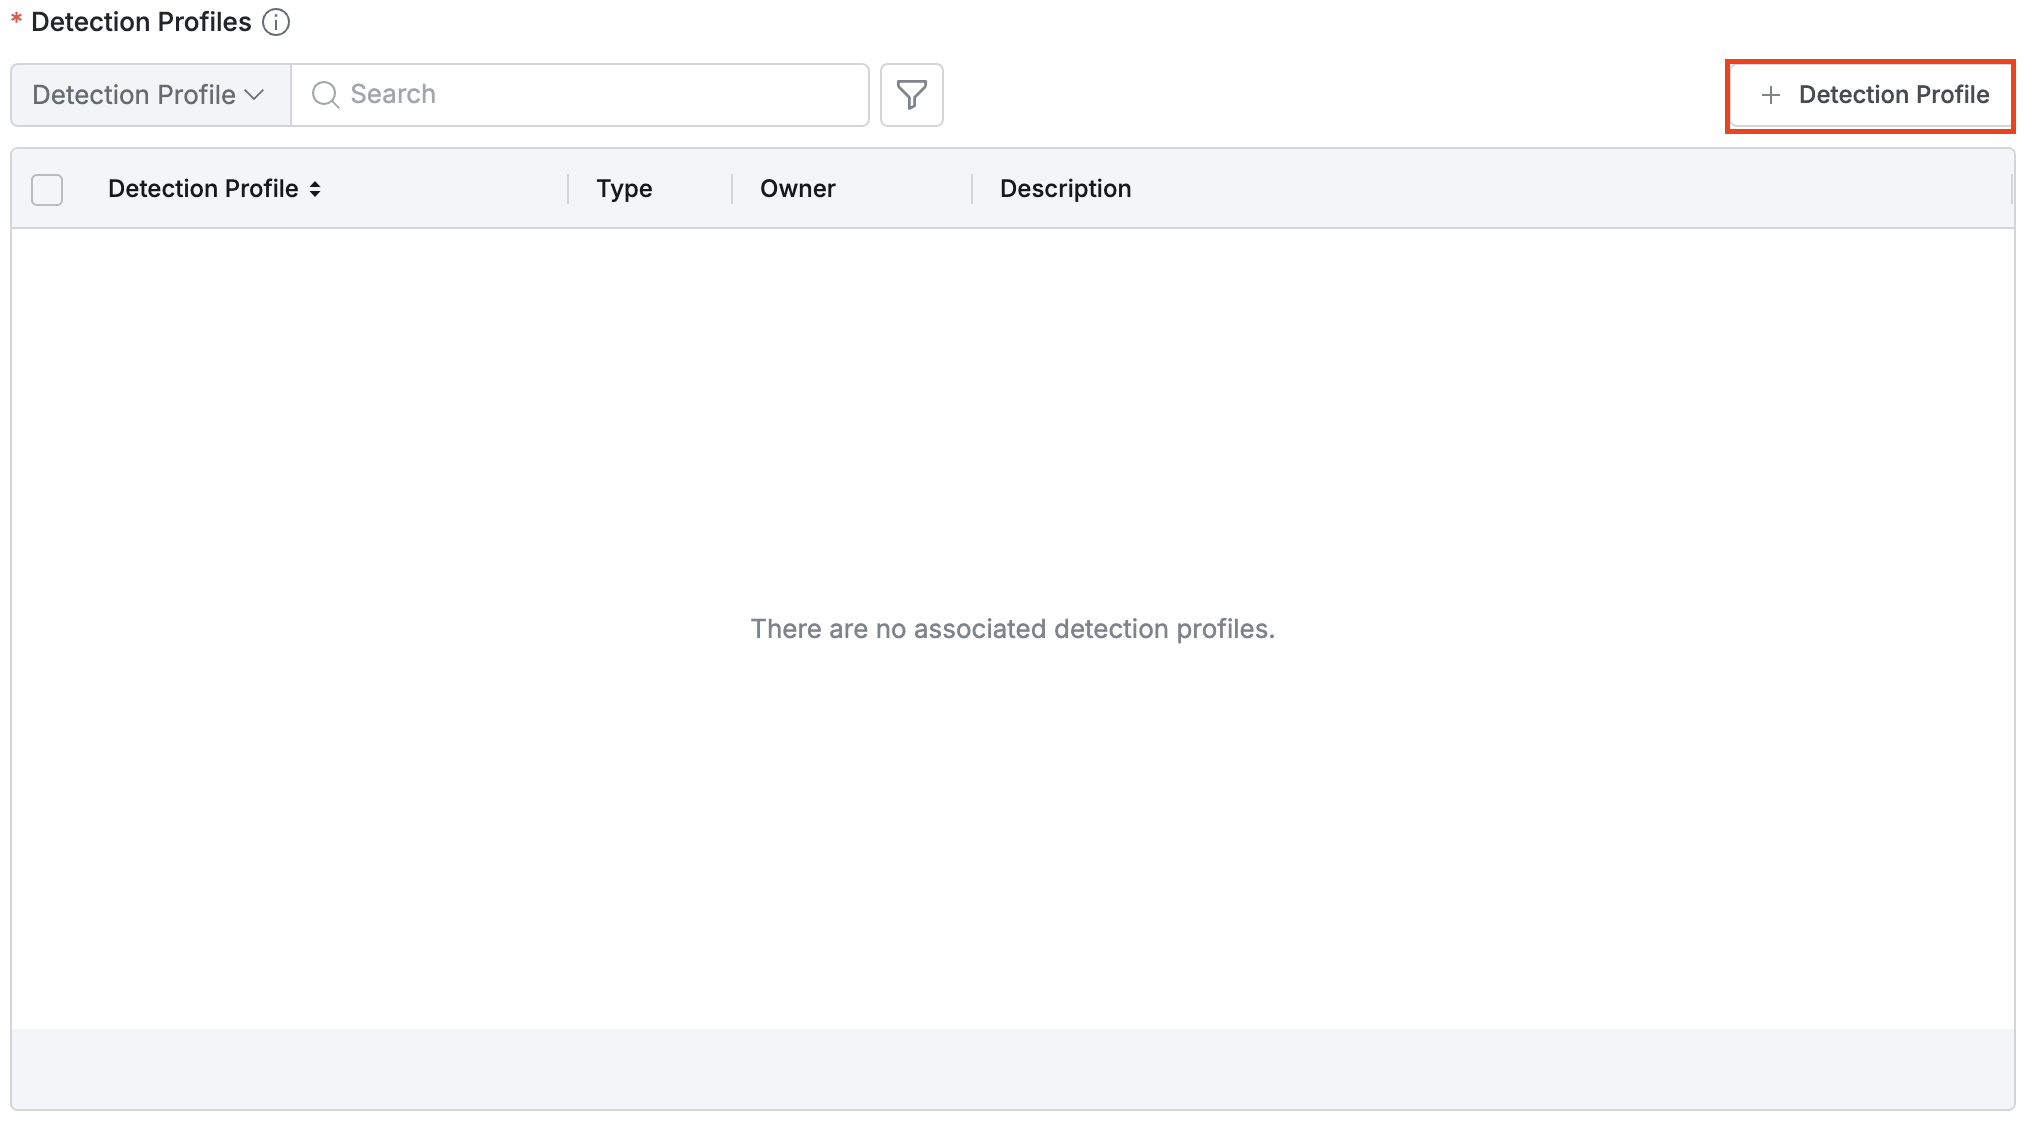 * Detection Profiles
Detection Profile Search + Detection Profile
Detection Profile Type Owner Description
There are no associated detection profiles.